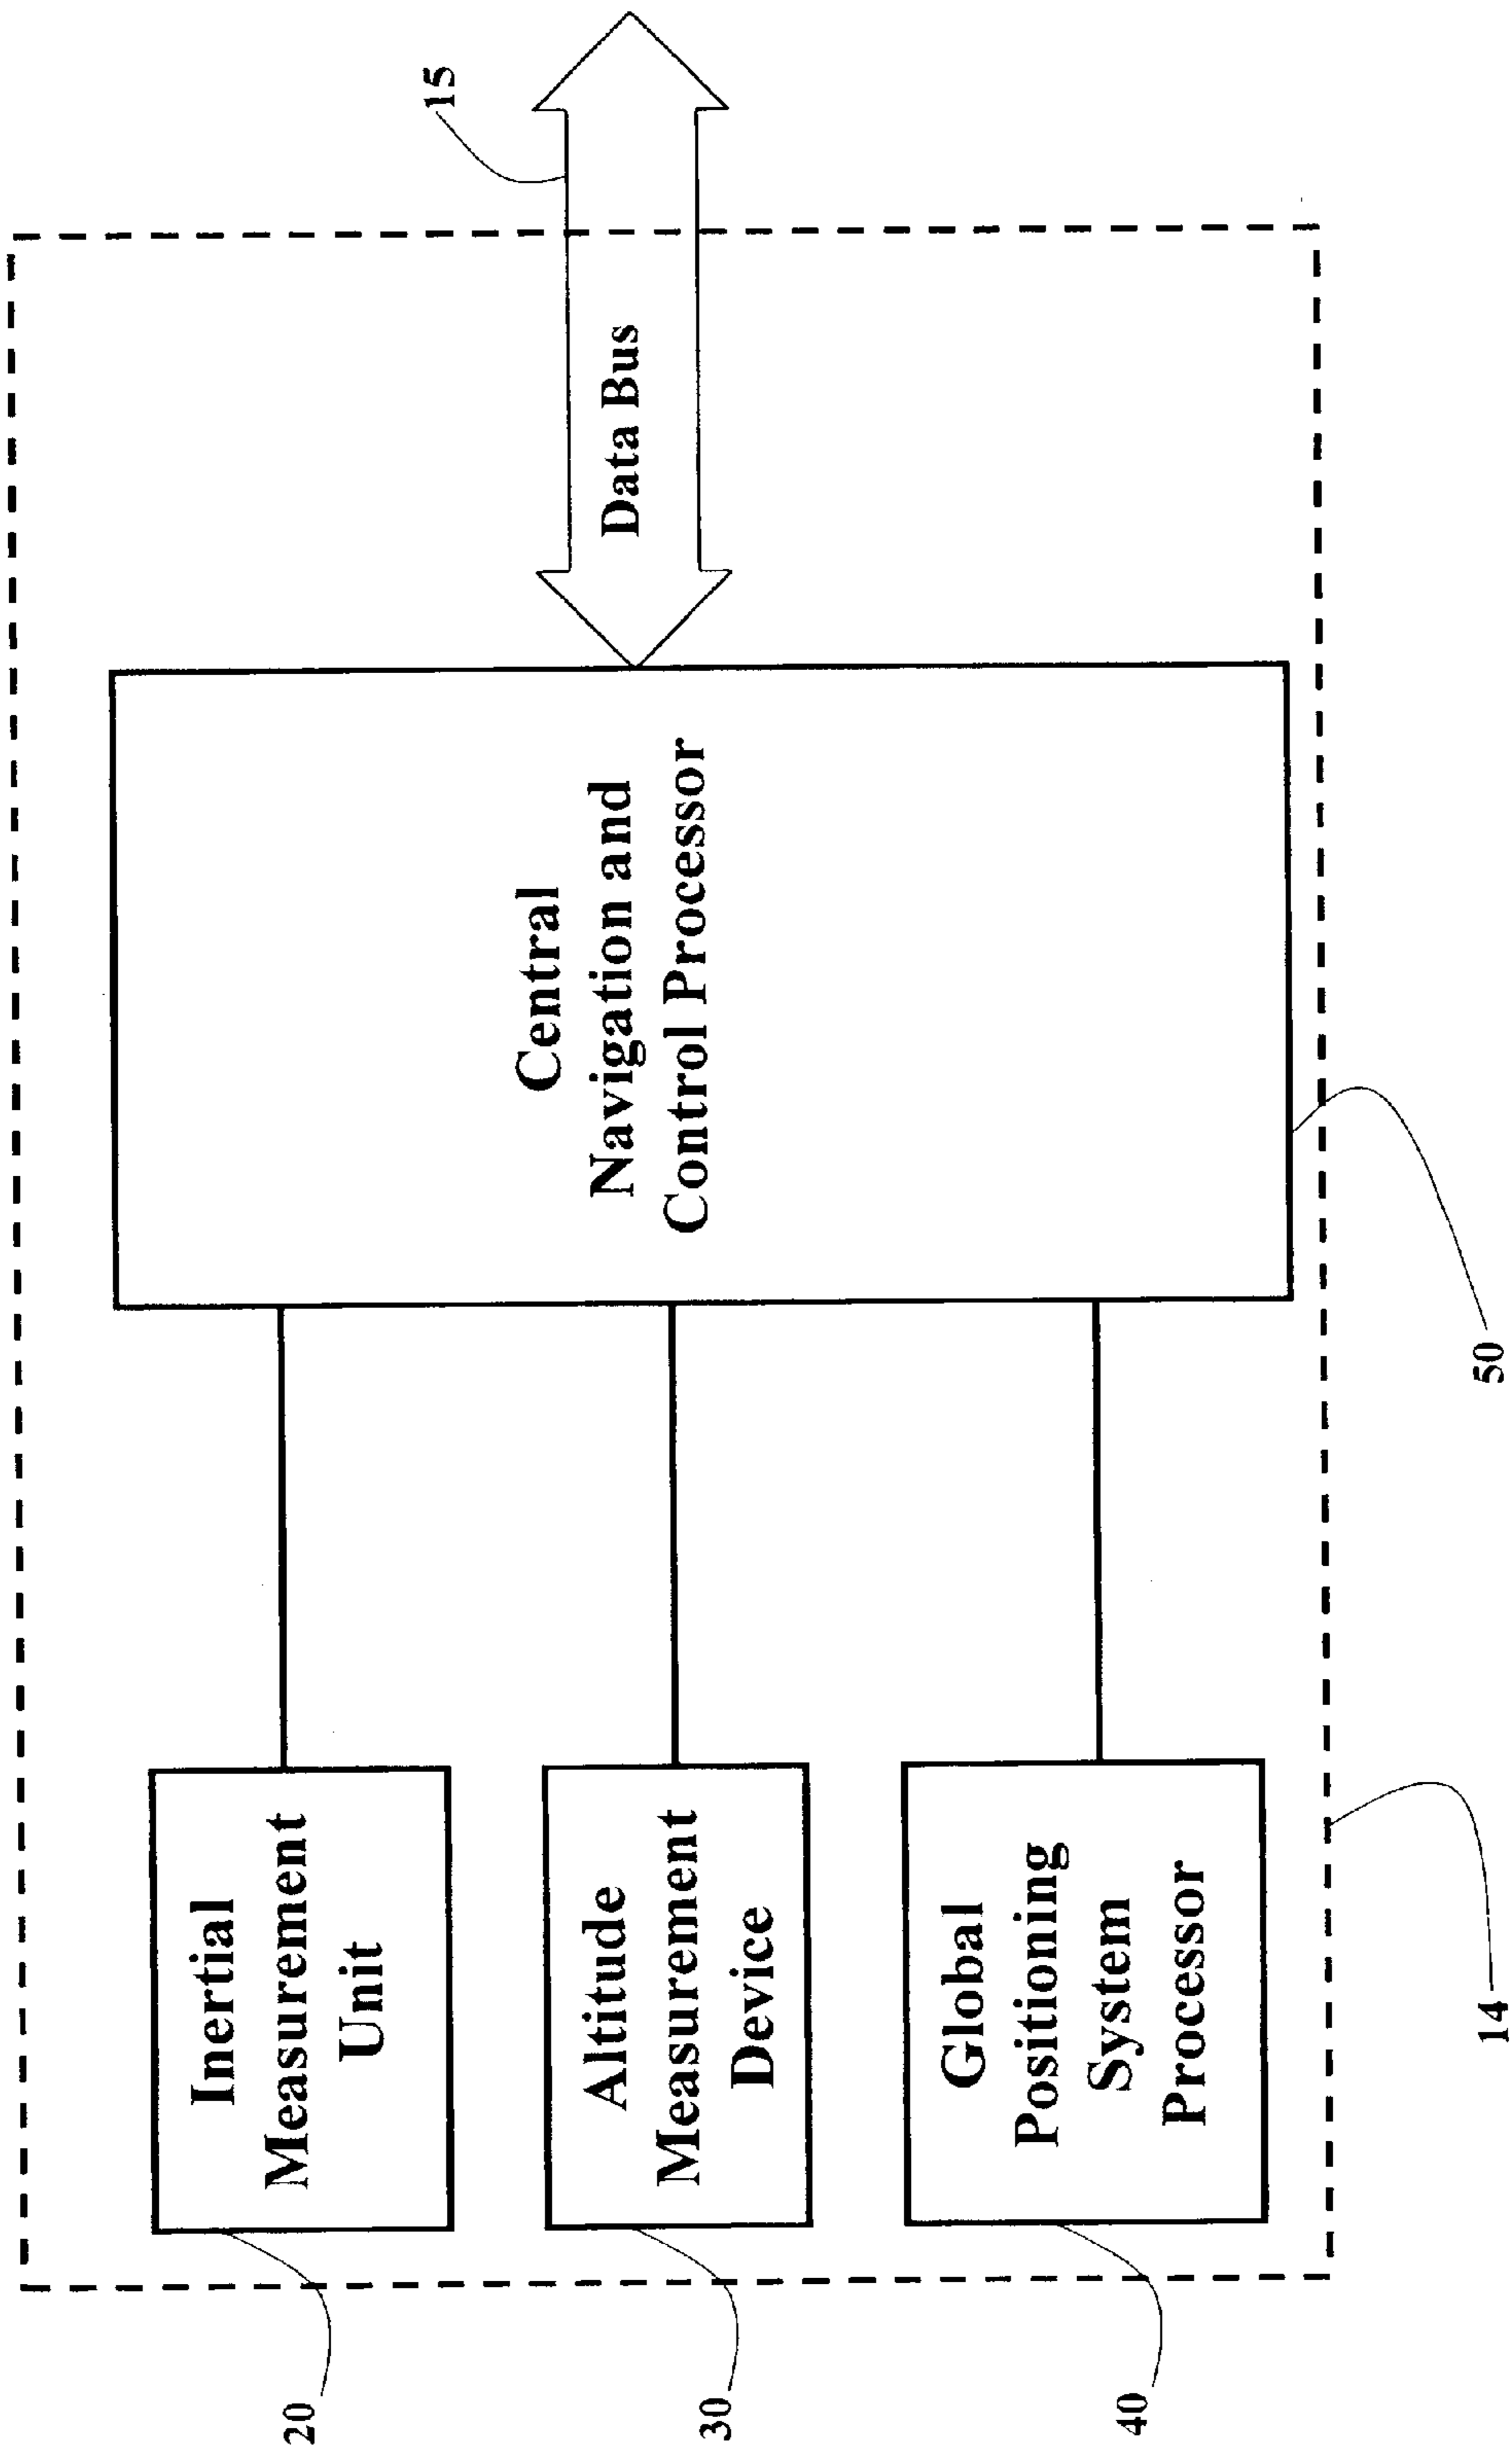 20
Inertial
Measurement
Unit
30
Altitude
Measurement
Device
40
Global
Positioning
System
Processor
Central
Navigation and
Control Processor
Data Bus
15
14
50